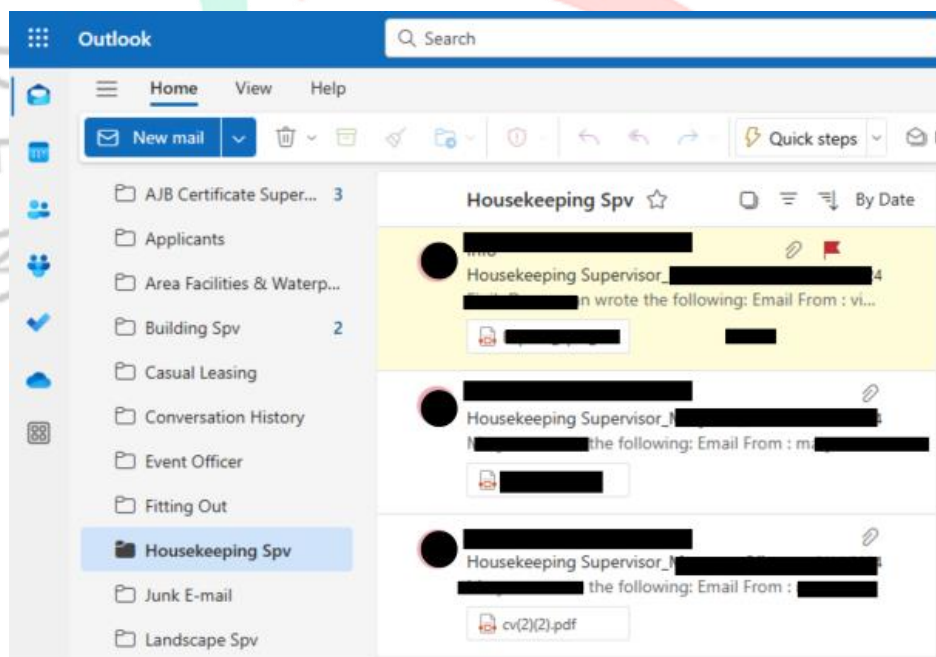 Outlook
Search
Home View Help
New mail
Quick steps
AJB Certificate Super... 3
Applicants
Area Facilities & Waterp...
Building Spv 2
Casual Leasing
Conversation History
Event Officer
Fitting Out
Housekeeping Spv
Junk E-mail
Landscape Spv
Housekeeping Spv
By Date
Housekeeping Supervisor_
wrote the following: Email From : vi...
Housekeeping Supervisor_
the following: Email From : ma
Housekeeping Supervisor_
the following: Email From :
cv(2)(2).pdf